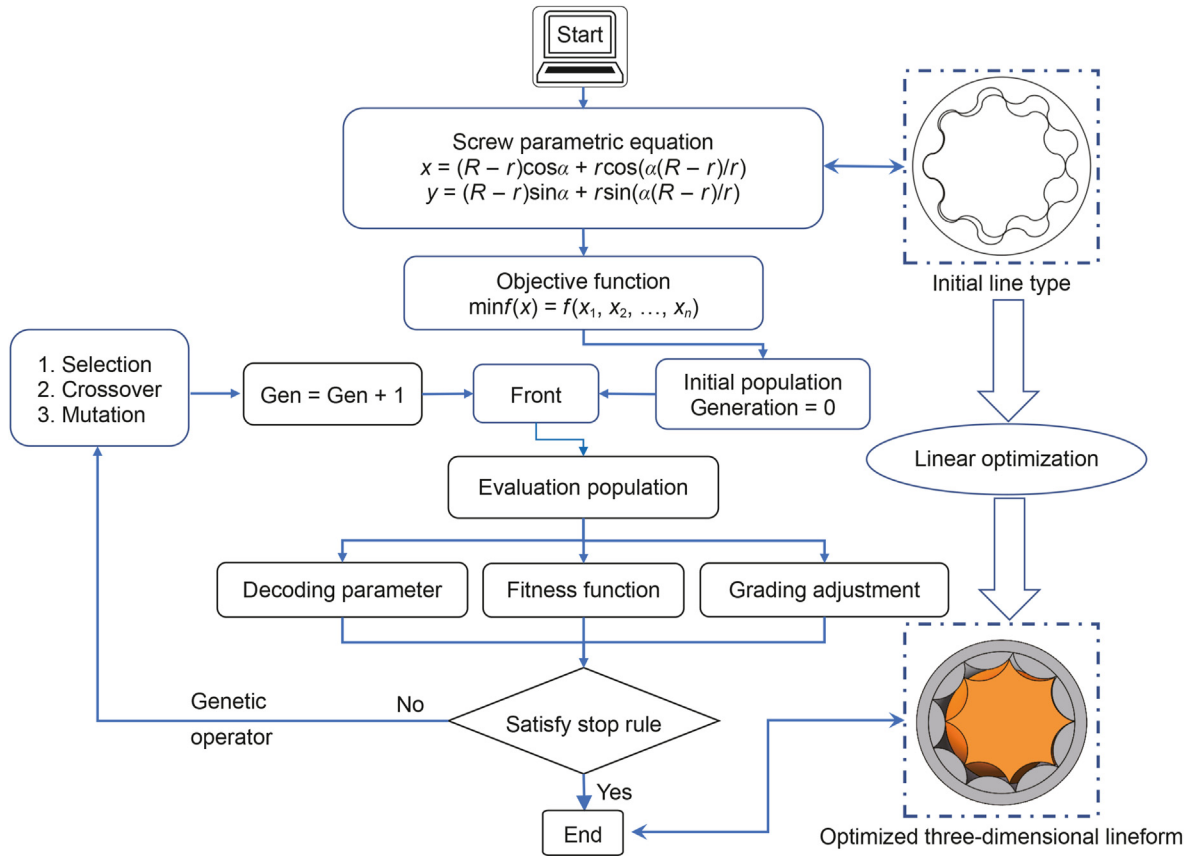 Start
Screw parametric equation
x = (R – r)cosα + rcos(α(R – r)/r)
y = (R – r)sinα + rsin(α(R – r)/r)
Initial line type
Objective function
minf(x) = f(x₁, x₂, …, xₙ)
1. Selection
2. Crossover
3. Mutation
Gen = Gen + 1
Front
Initial population
Generation = 0
Linear optimization
Evaluation population
Decoding parameter
Fitness function
Grading adjustment
Genetic
operator
No
Satisfy stop rule
Yes
End
Optimized three-dimensional lineform